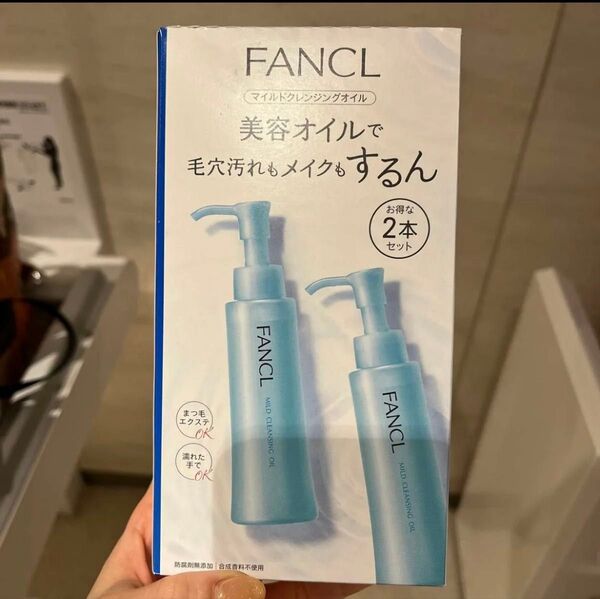 FANCL
マイルドクレンジングオイル
美容オイルで
毛穴汚れもメイクもするん
お得な
2本
セット
FANCL
MILD CLEANSING OIL
FANCL
MILD CLEANSING OIL
まつ毛
エクステ
OK
濡れた
手で
OK
防腐剤無添加 | 合成香料不使用